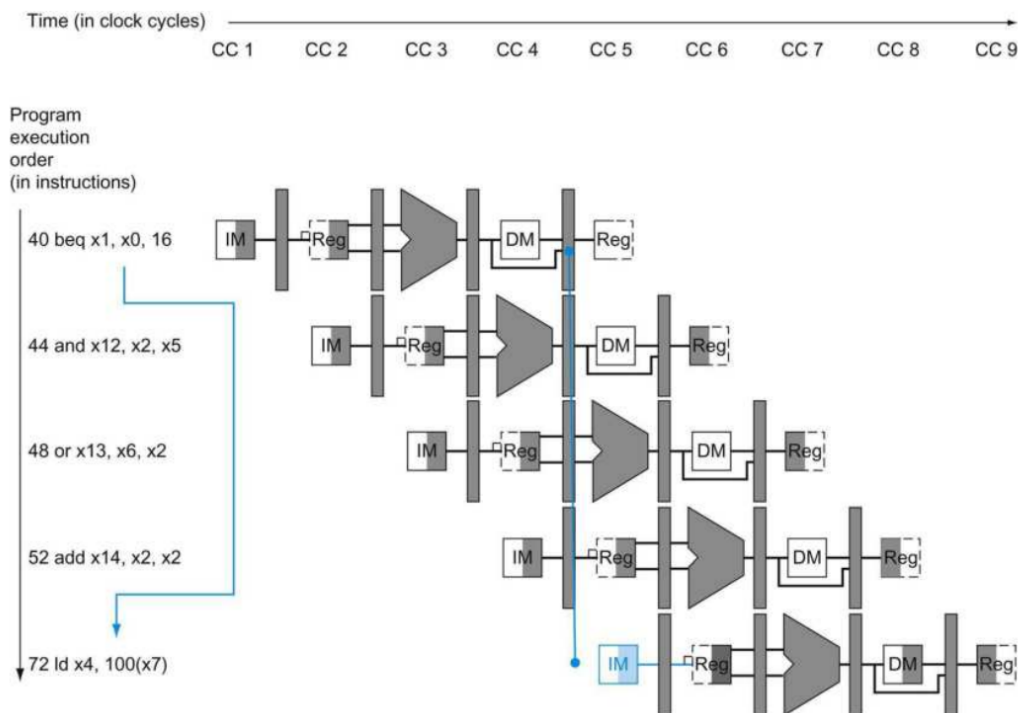 Time (in clock cycles)
CC 1 CC 2 CC 3 CC 4 CC 5 CC 6 CC 7 CC 8 CC 9
Program
execution
order
(in instructions)
40 beq x1, x0, 16 IM Reg DM Reg
44 and x12, x2, x5 IM Reg DM Reg
48 or x13, x6, x2 IM Reg DM Reg
52 add x14, x2, x2 IM Reg DM Reg
72 ld x4, 100(x7) IM Reg DM Reg